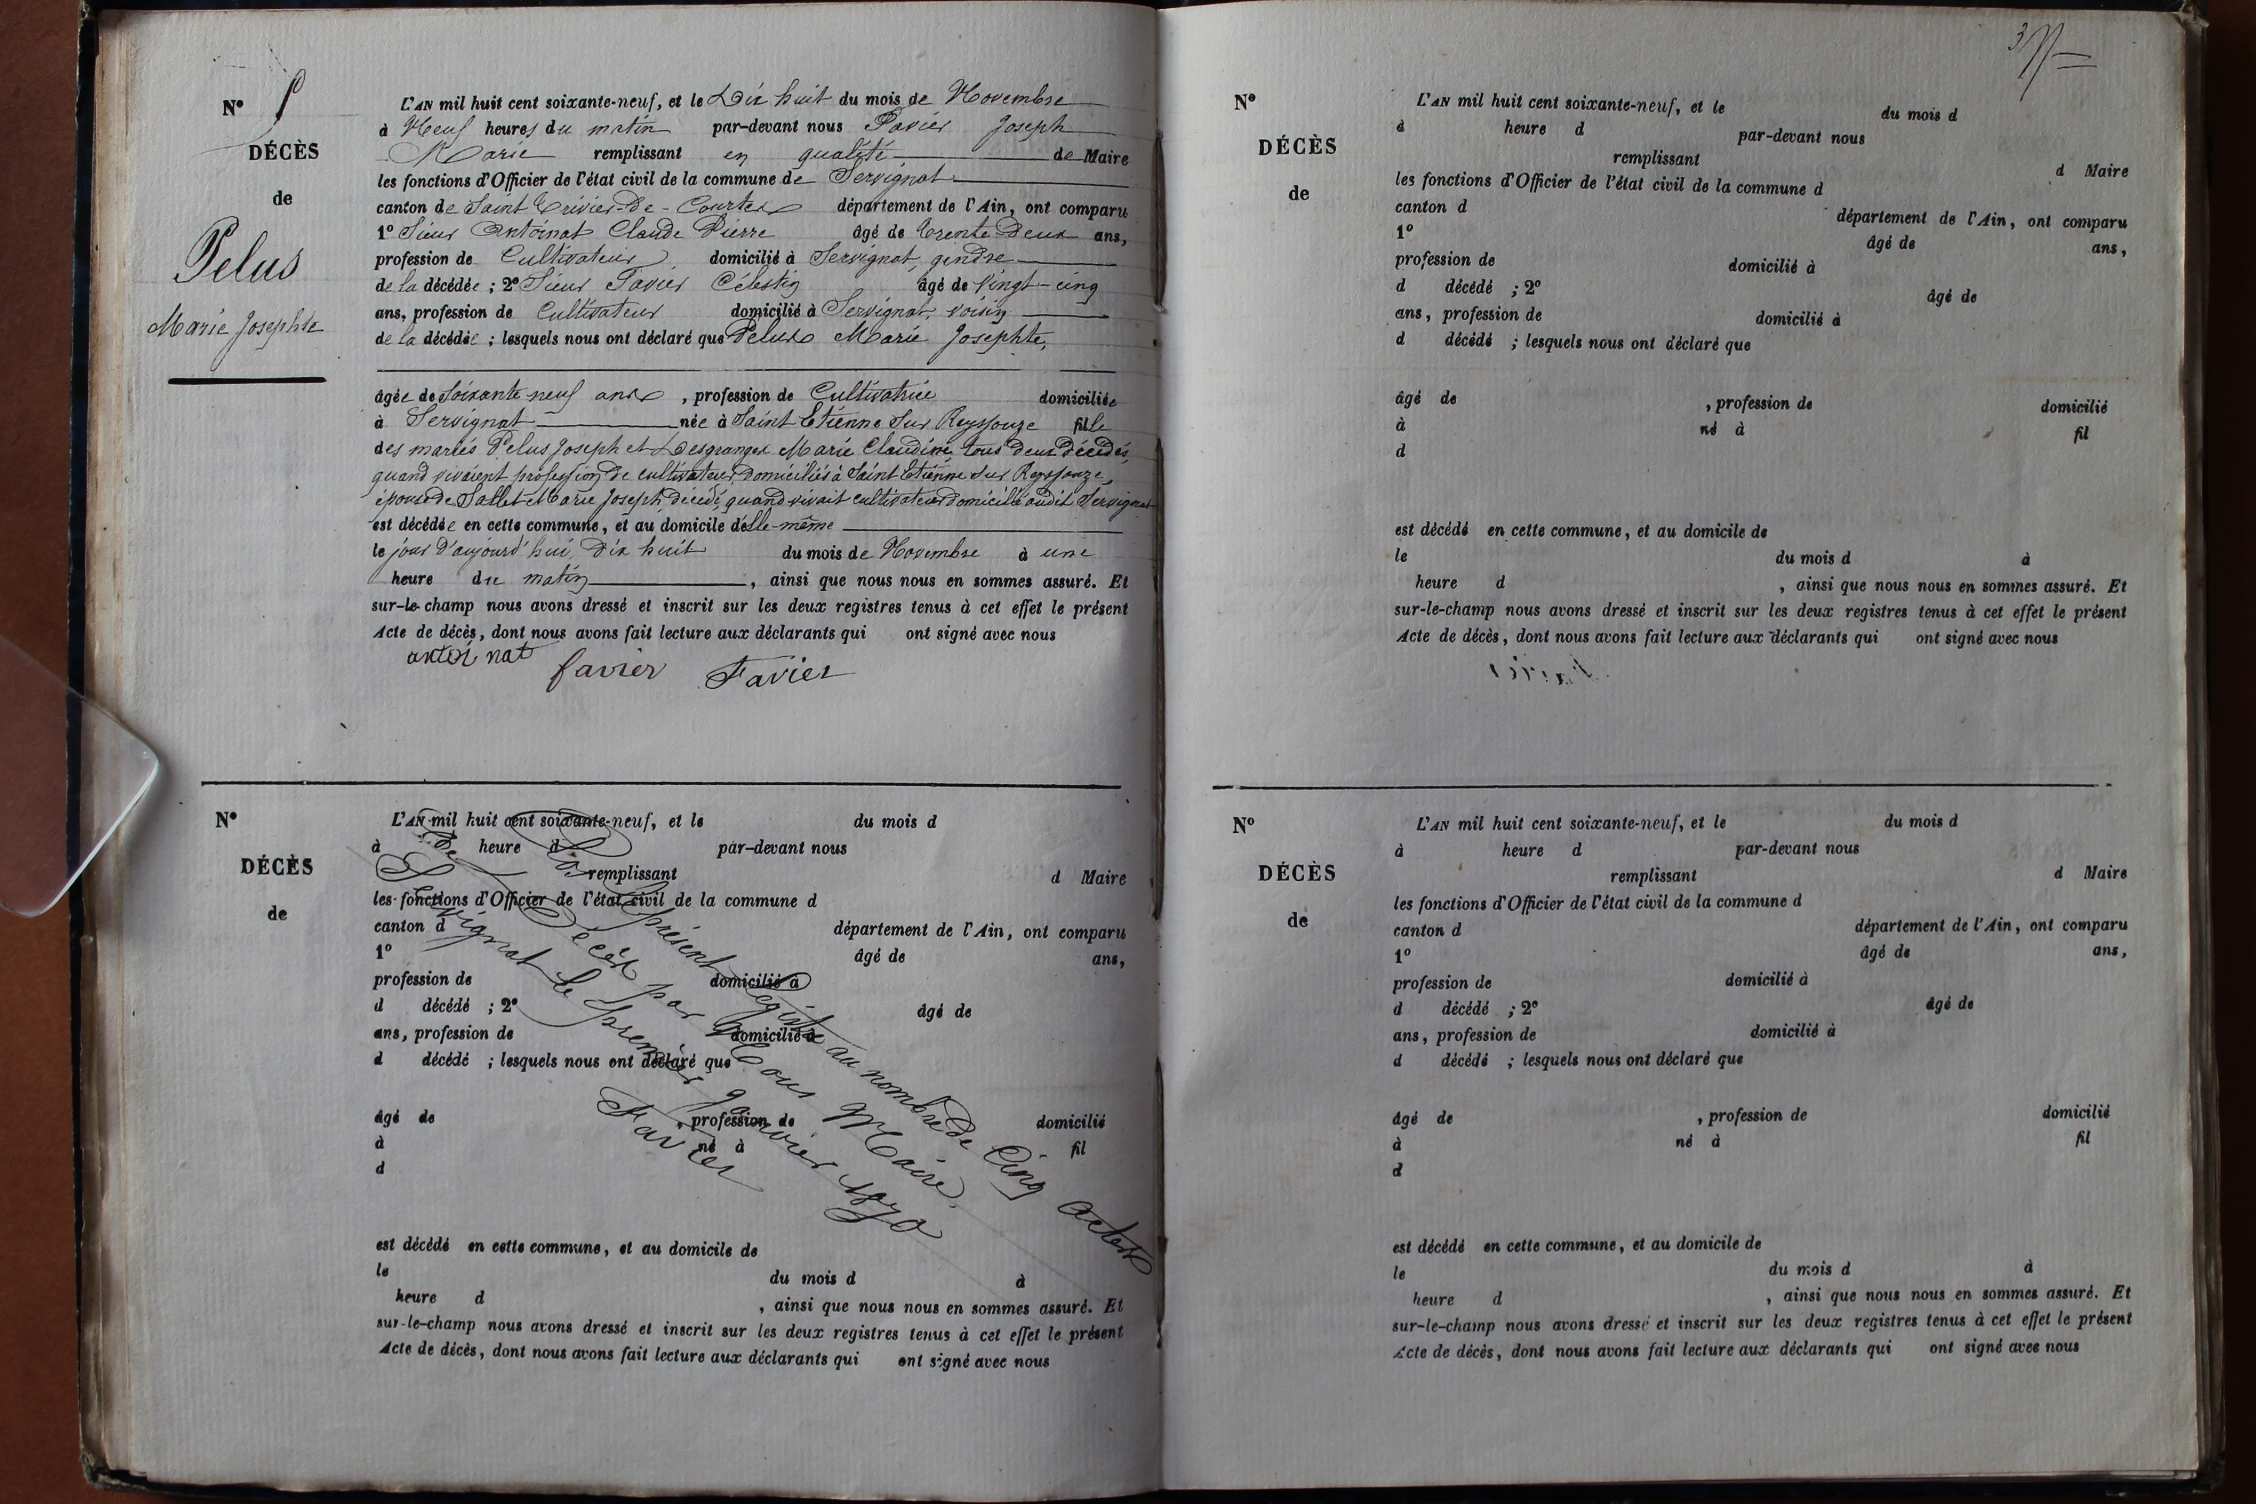 Nº 5
DÉCÈS
de
Pelus
Marie Josephte
L'AN mil huit cent soixante-neuf, et le Dix huit du mois de Novembre
à Neuf heures du matin par-devant nous Favier Joseph
Marie remplissant en qualité de Maire
les fonctions d'Officier de l'état civil de la commune de Servignat
canton de Saint Trivier-De-Courtes département de l'Ain, ont comparu
1º Sieur Antoinat Claude Pierre âgé de trente Deux ans,
profession de Cultivateur domicilié à Servignat, gendre
de la décédée ; 2º Sieur Favier Célestin âgé de Vingt-cinq
ans, profession de Cultivateur domicilié à Servignat, voisin
de la décédée ; lesquels nous ont déclaré que Pelus Marie Josephte,
âgée de Soixante neuf ans , profession de Cultivatrice domiciliée
à Servignat née à Saint Etienne Sur Reyssouze fille
des mariés Pelus Joseph et Desgranges Marie Claudine, tous deux Décédés,
quand vivaient profession De cultivateur, Domiciliés à Saint Etienne sur Reyssouze,
épouse de Sallet Marie Joseph, décédé, quand vivait cultivateur domicilié audit Servignat
est décédée en cette commune, et au domicile d'elle-même
le jour d'aujourd'hui, Dix huit du mois de Novembre à une
heure du matin , ainsi que nous nous en sommes assuré. Et
sur-le-champ nous avons dressé et inscrit sur les deux registres tenus à cet effet le présent
Acte de décès, dont nous avons fait lecture aux déclarants qui ont signé avec nous
antoinat favier Favier
Nº
DÉCÈS
de
L'AN mil huit cent soixante-neuf, et le du mois d
à heure d par-devant nous
remplissant d Maire
les fonctions d'Officier de l'état civil de la commune d
canton d département de l'Ain, ont comparu
1º âgé de ans,
profession de domicilié à
d décédé ; 2º âgé de
ans, profession de domicilié à
d décédé ; lesquels nous ont déclaré que
âgé de , profession de domicilié
à né à fil
d
est décédé en cette commune, et au domicile de
le du mois d à
heure d , ainsi que nous nous en sommes assuré. Et
sur-le-champ nous avons dressé et inscrit sur les deux registres tenus à cet effet le présent
Acte de décès, dont nous avons fait lecture aux déclarants qui ont signé avec nous
Clos le présent registre au nombre de Cinq actes
De Décès par Nous Maire,
Servignat le premier Janvier 1870
Favier
Nº
DÉCÈS
de
L'AN mil huit cent soixante-neuf, et le du mois d
à heure d par-devant nous
remplissant d Maire
les fonctions d'Officier de l'état civil de la commune d
canton d département de l'Ain, ont comparu
1º âgé de ans,
profession de domicilié à
d décédé ; 2º âgé de
ans, profession de domicilié à
d décédé ; lesquels nous ont déclaré que
âgé de , profession de domicilié
à né à fil
d
est décédé en cette commune, et au domicile de
le du mois d à
heure d , ainsi que nous nous en sommes assuré. Et
sur-le-champ nous avons dressé et inscrit sur les deux registres tenus à cet effet le présent
Acte de décès, dont nous avons fait lecture aux déclarants qui ont signé avec nous
Nº
DÉCÈS
de
L'AN mil huit cent soixante-neuf, et le du mois d
à heure d par-devant nous
remplissant d Maire
les fonctions d'Officier de l'état civil de la commune d
canton d département de l'Ain, ont comparu
1º âgé de ans,
profession de domicilié à
d décédé ; 2º âgé de
ans, profession de domicilié à
d décédé ; lesquels nous ont déclaré que
âgé de , profession de domicilié
à né à fil
d
est décédé en cette commune, et au domicile de
le du mois d à
heure d , ainsi que nous nous en sommes assuré. Et
sur-le-champ nous avons dressé et inscrit sur les deux registres tenus à cet effet le présent
Acte de décès, dont nous avons fait lecture aux déclarants qui ont signé avec nous